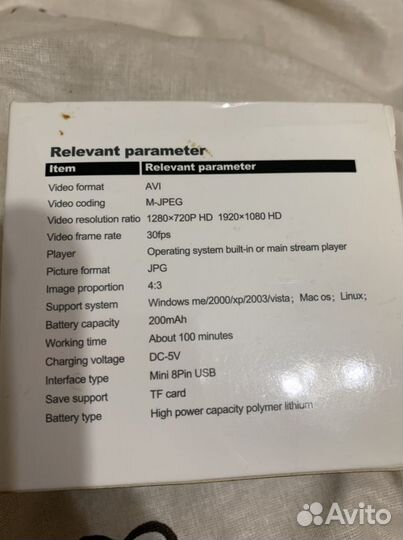 Relevant parameter
Item Relevant parameter
Video format AVI
Video coding M-JPEG
Video resolution ratio 1280×720P HD 1920×1080 HD
Video frame rate 30fps
Player Operating system built-in or main stream player
Picture format JPG
Image proportion 4:3
Support system Windows me/2000/xp/2003/vista; Mac os; Linux;
Battery capacity 200mAh
Working time About 100 minutes
Charging voltage DC-5V
Interface type Mini 8Pin USB
Save support TF card
Battery type High power capacity polymer lithium
Avito